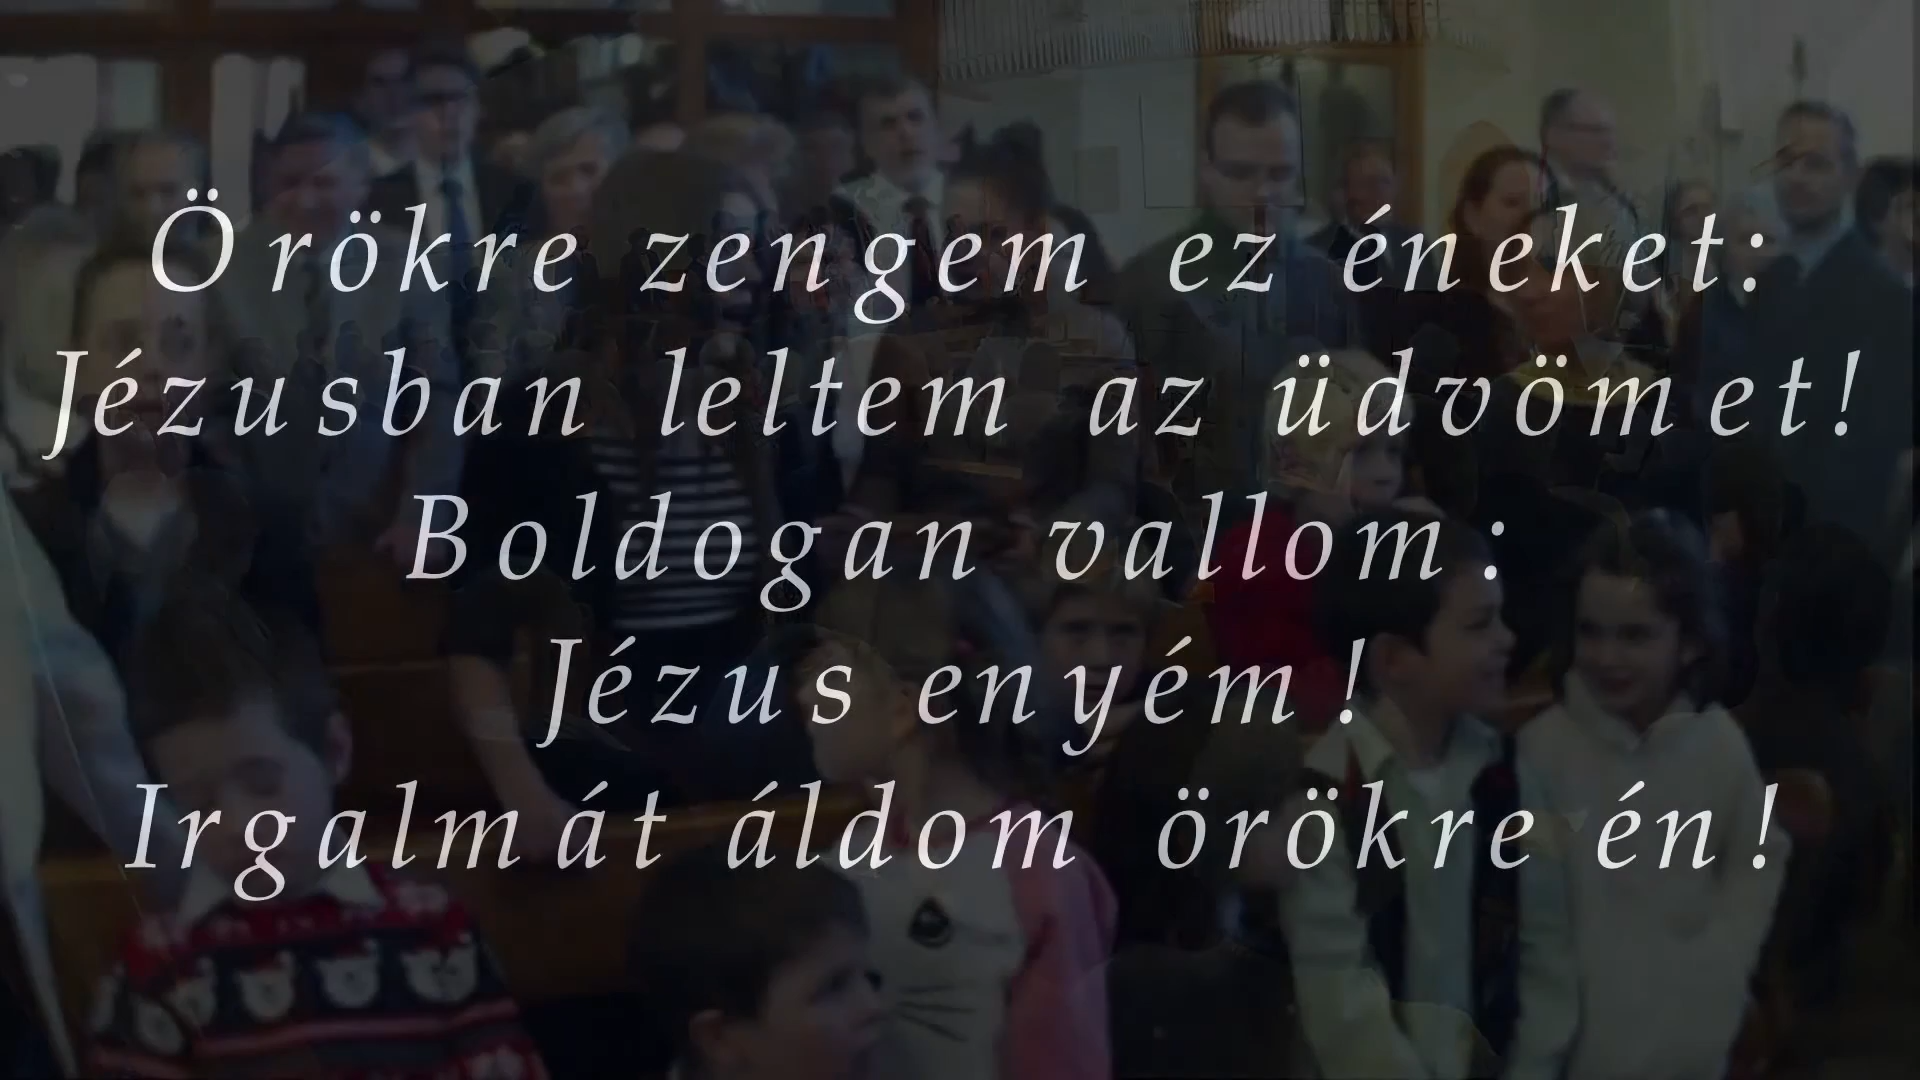 Örökre zengem ez éneket:
Jézusban leltem az üdvömet!
Boldogan vallom:
Jézus enyém!
Irgalmát áldom örökre én!